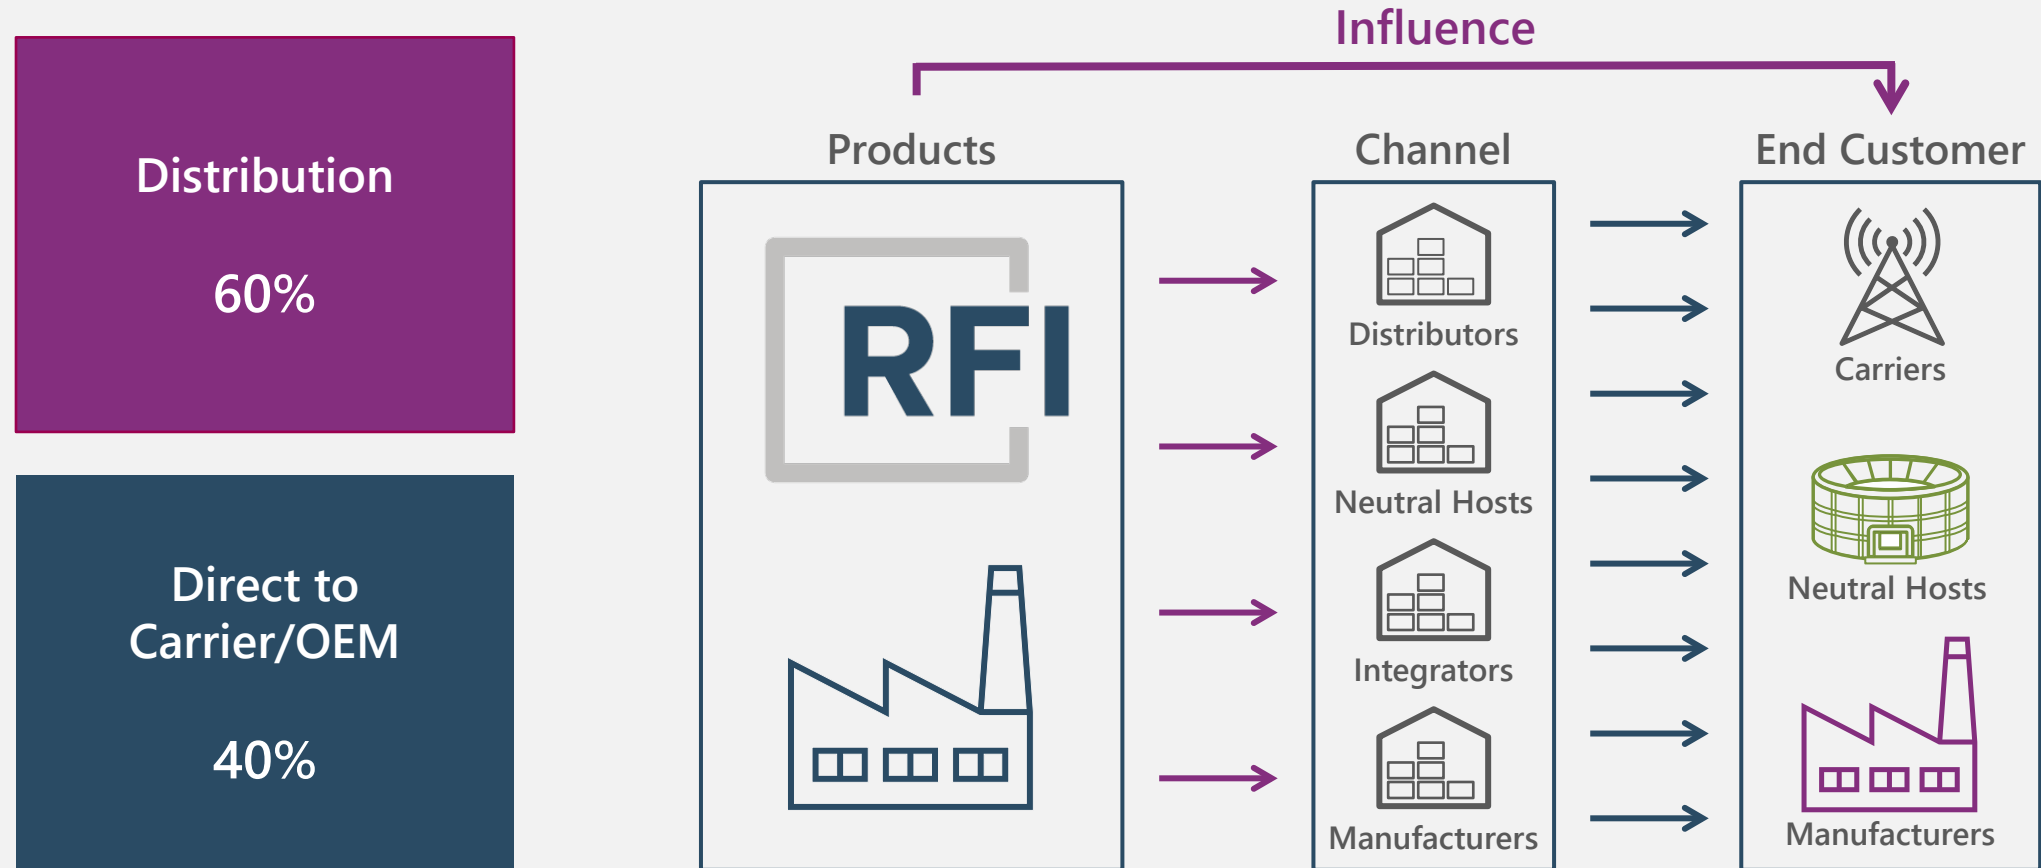 Distribution
60%
Direct to
Carrier/OEM
40%
Influence
Products
RFI
Channel
Distributors
Neutral Hosts
Integrators
Manufacturers
End Customer
Carriers
Neutral Hosts
Manufacturers